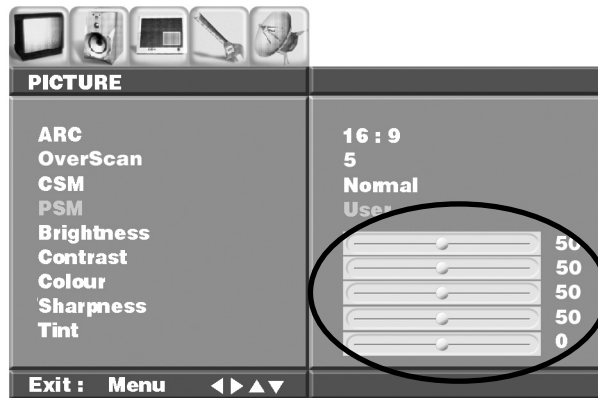 PICTURE
ARC 16 : 9
OverScan 5
CSM Normal
PSM User
Brightness 50
Contrast 50
Colour 50
Sharpness 50
Tint 0
Exit : Menu ◀▶▲▼